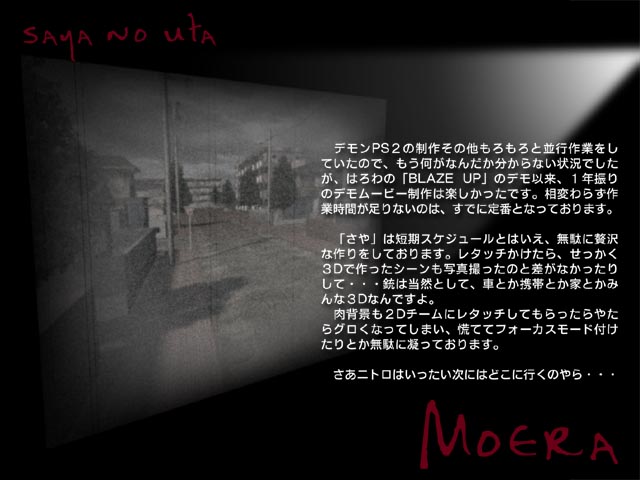 saya no uta
デモンPS2の制作その他もろもろと並行作業をし
ていたので、もう何がなんだか分からない状況でした
が、はろわの「BLAZE UP」のデモ以来、1年振り
のデモムービー制作は楽しかったです。相変わらず作
業時間が足りないのは、すでに定番となっております。
「さや」は短期スケジュールとはいえ、無駄に贅沢
な作りをしております。レタッチかけたら、せっかく
3Dで作ったシーンも写真撮ったのと差がなかったり
して・・・銃は当然として、車とか携帯とか家とかみ
んな3Dなんですよ。
肉背景も2Dチームにレタッチしてもらったらやた
らグロくなってしまい、慌ててフォーカスモード付け
たりとか無駄に凝っております。
さあニトロはいったい次にはどこに行くのやら・・・
MOERA